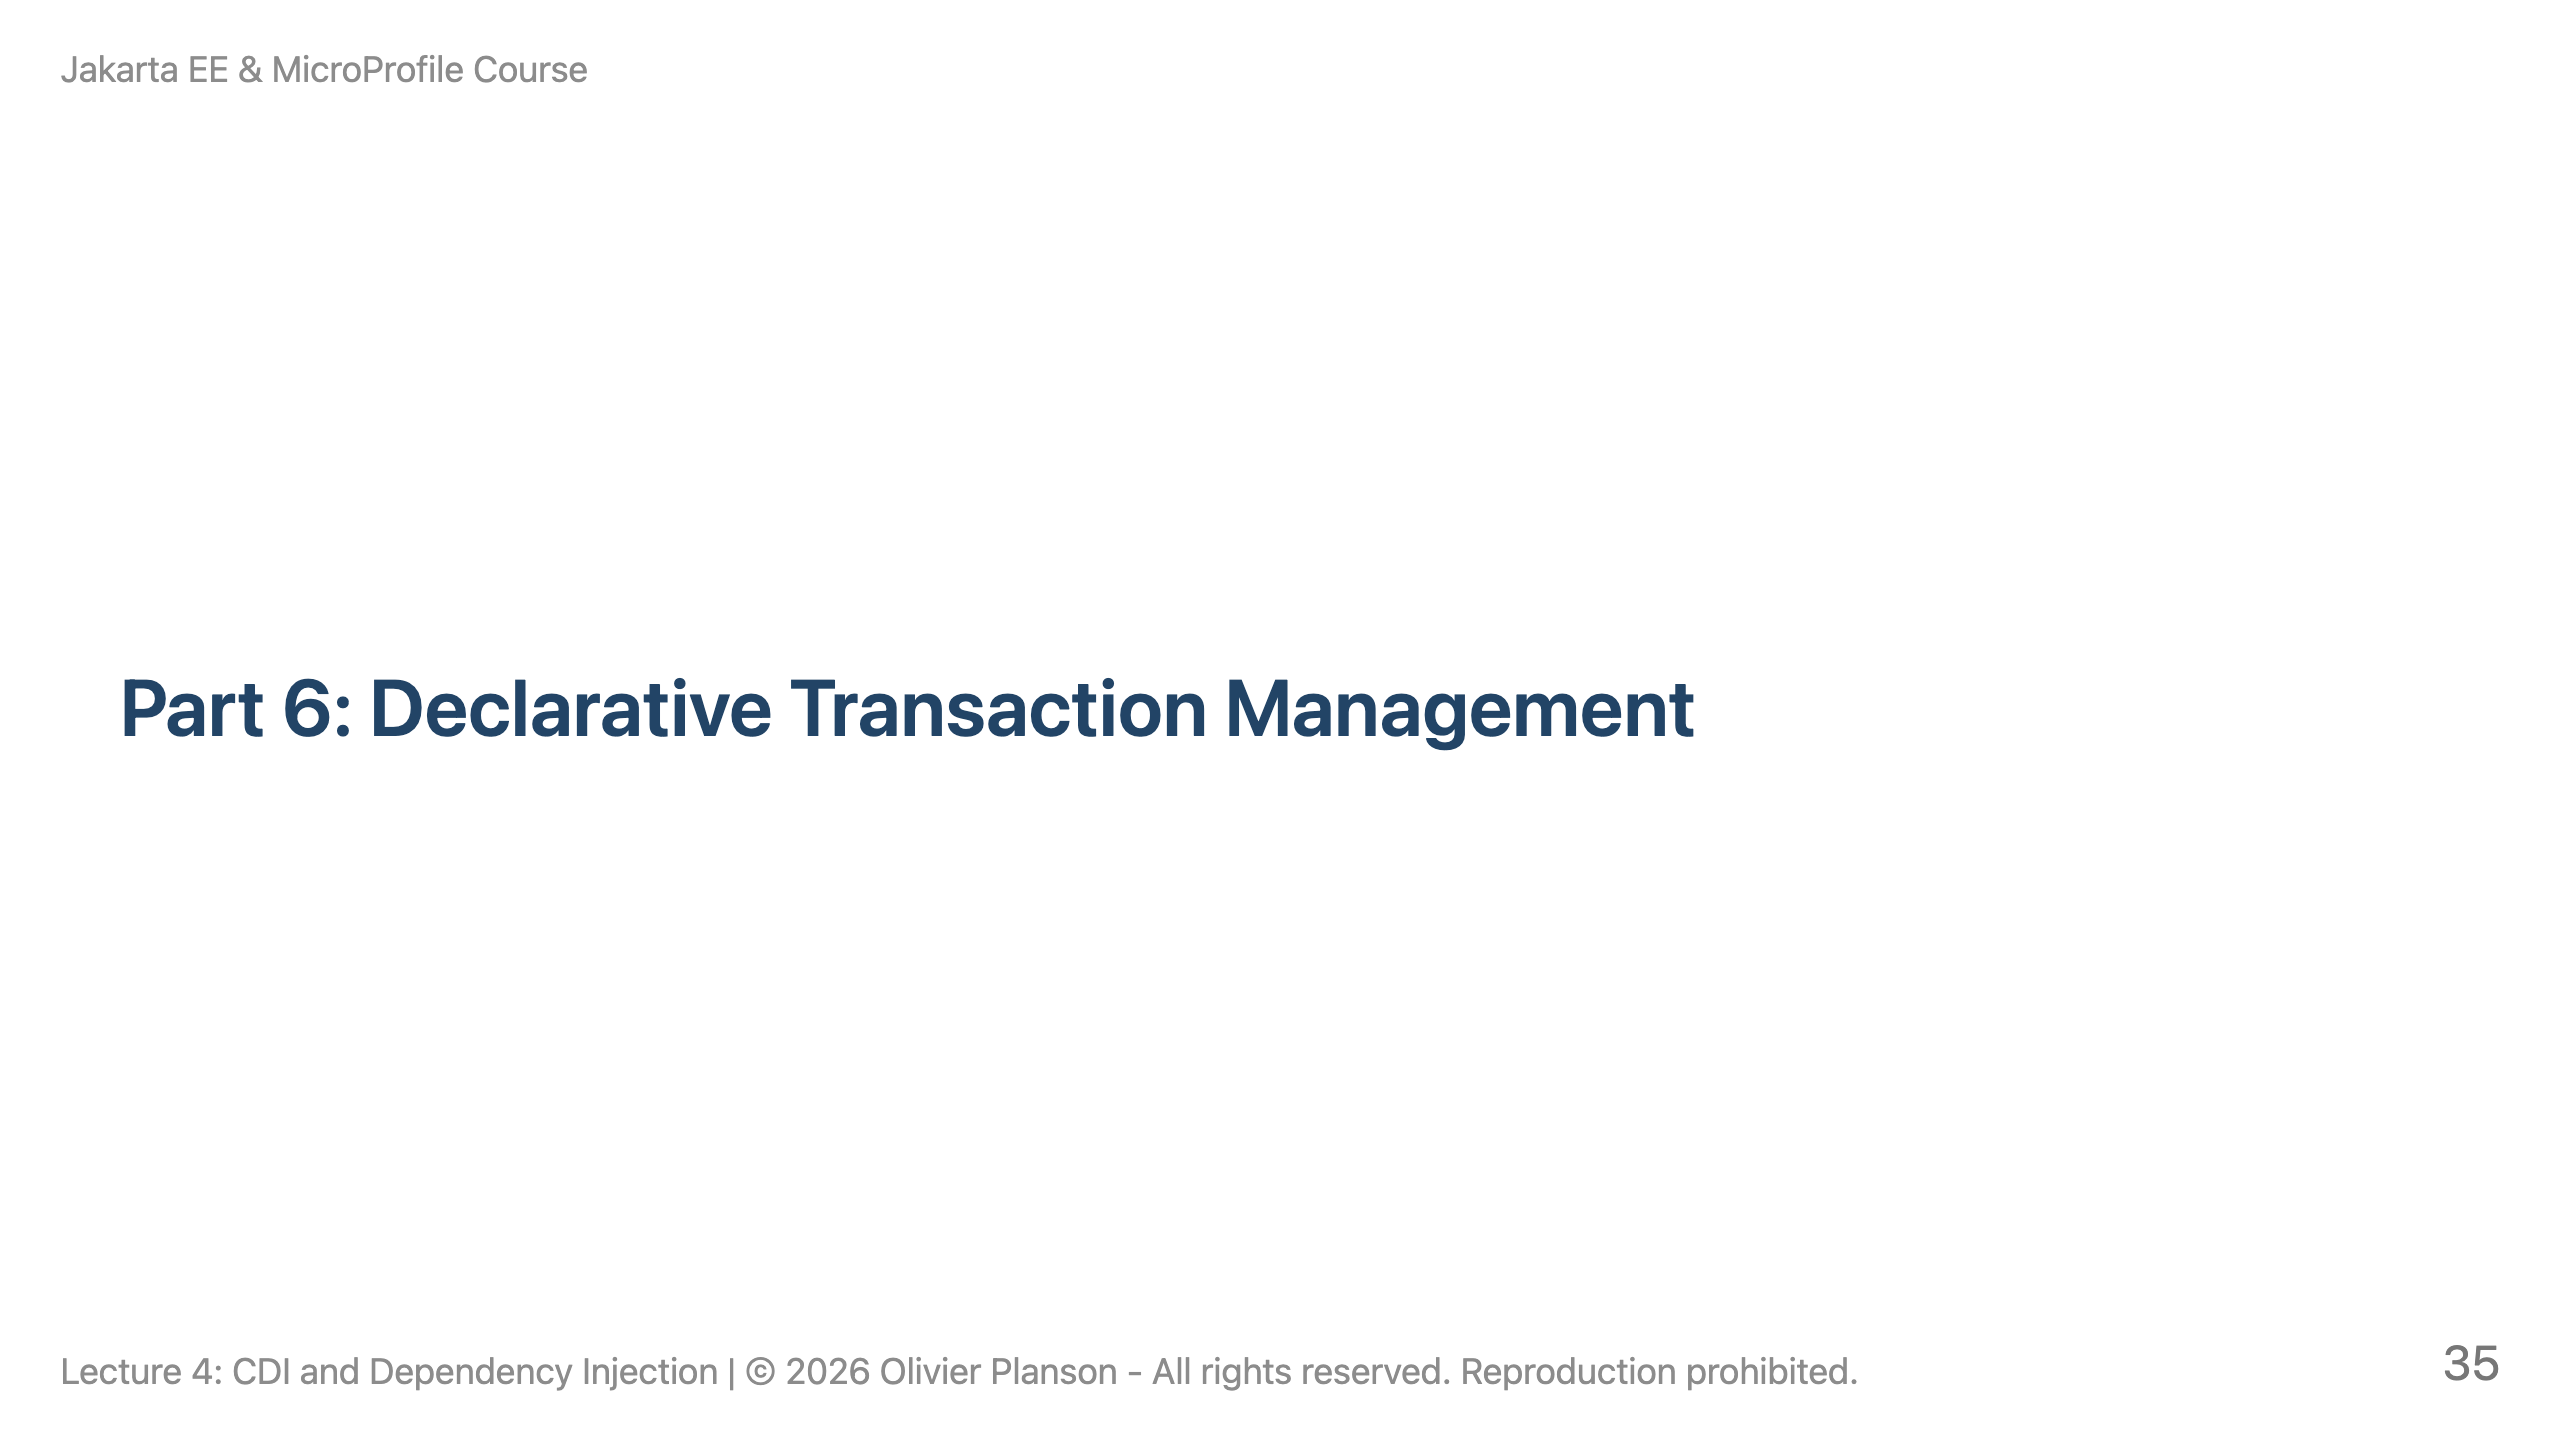 Jakarta EE & MicroProfile Course
Part 6: Declarative Transaction Management
Lecture 4: CDI and Dependency Injection | © 2026 Olivier Planson - All rights reserved. Reproduction prohibited.
35